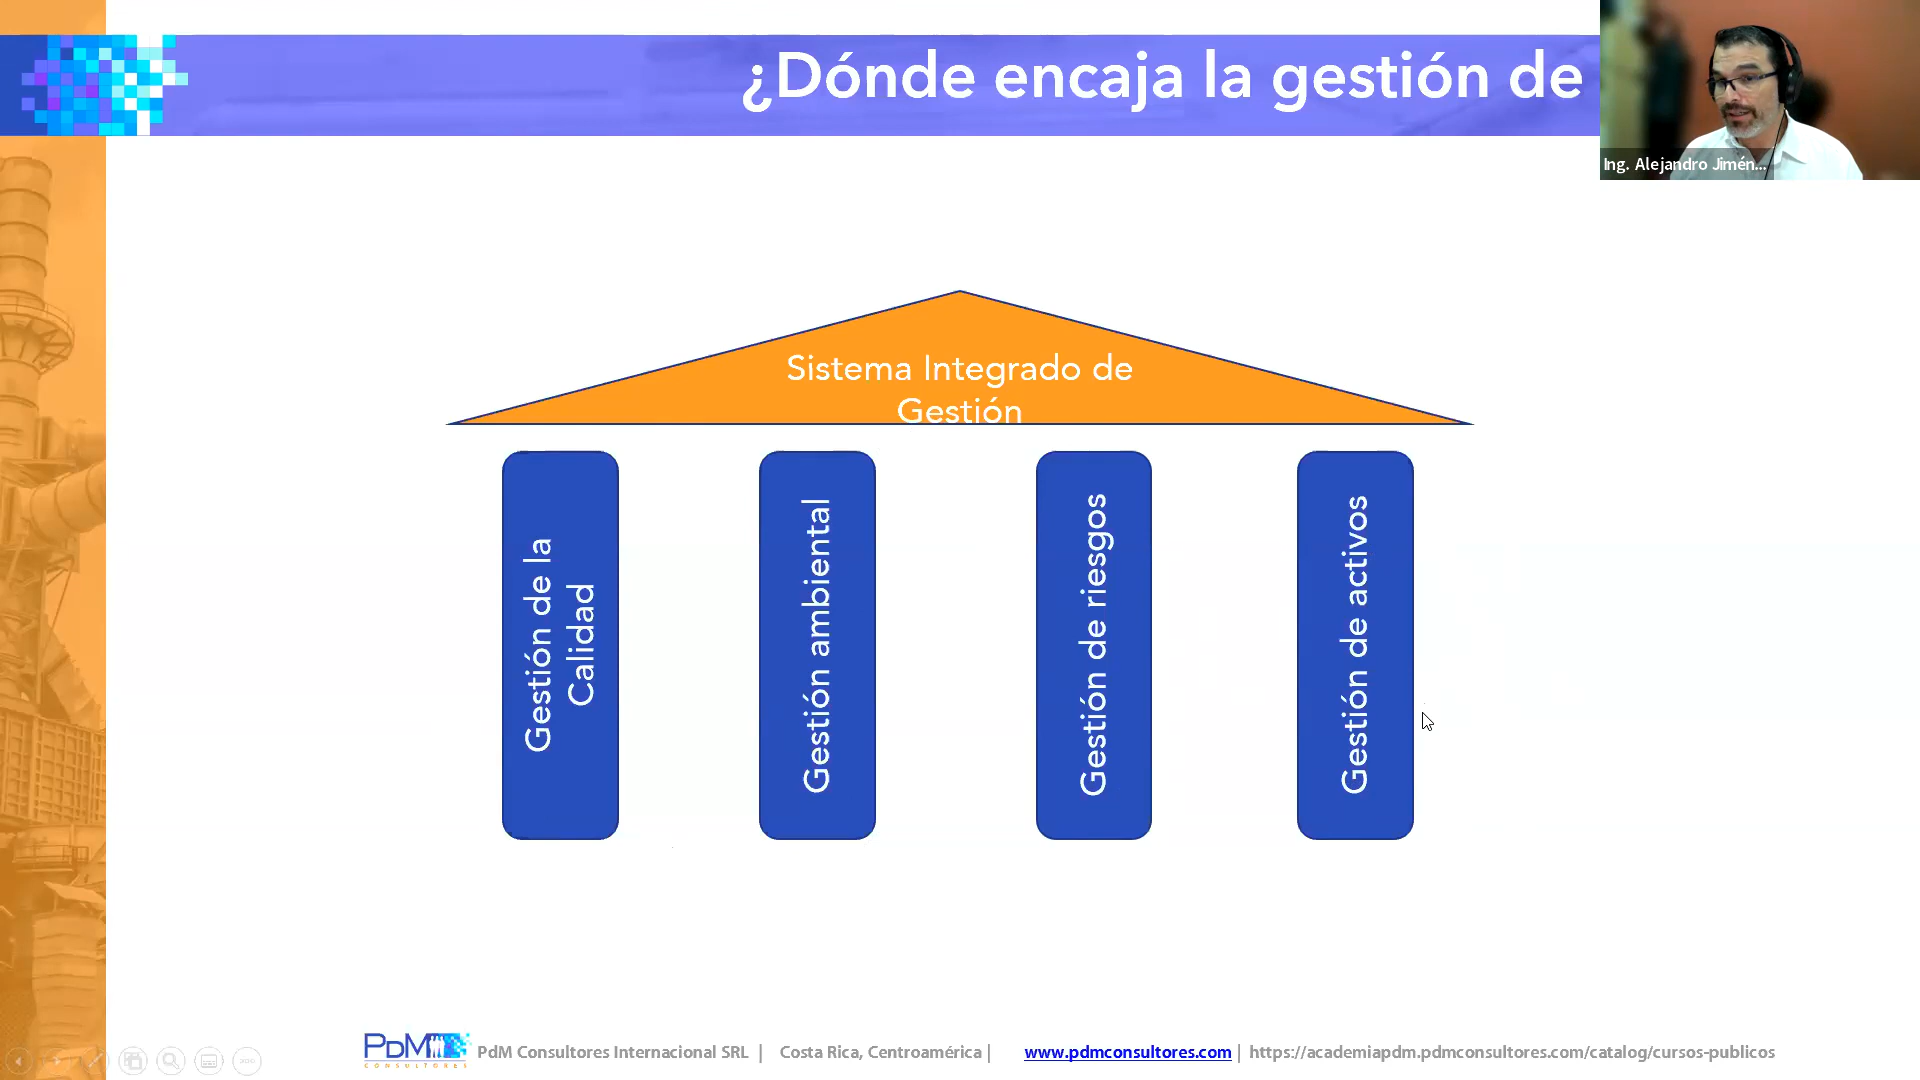 ¿Dónde encaja la gestión de
Ing. Alejandro Jimén...
Sistema Integrado de
Gestión
Gestión de la
Calidad
Gestión ambiental
Gestión de riesgos
Gestión de activos
PDM
CONSULTORES
PdM Consultores Internacional SRL | Costa Rica, Centroamérica | www.pdmconsultores.com | https://academiapdm.pdmconsultores.com/catalog/cursos-publicos